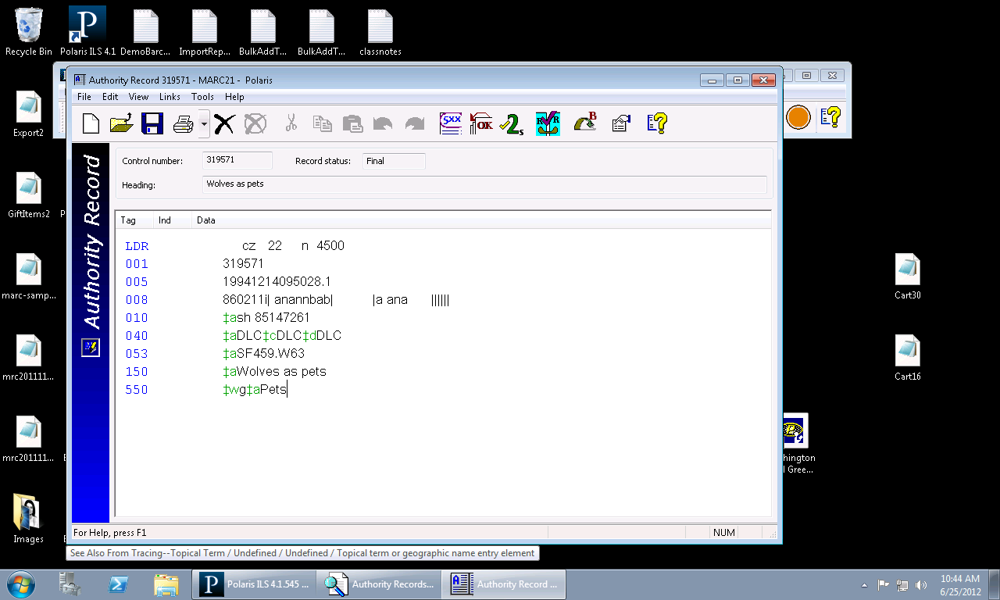 Recycle Bin
Polaris ILS 4.1
DemoBarc...
ImportRep...
BulkAddT...
BulkAddT...
classnotes
Export2
GiftItems2
marc-samp...
mrc201111...
mrc201111...
Images
Authority Record 319571 - MARC21 - Polaris
File Edit View Links Tools Help
5xx
OK
2s
R R
B
Authority Record
Control number: 319571 Record status: Final
Heading: Wolves as pets
Tag Ind Data
LDR cz 22 n 4500
001 319571
005 19941214095028.1
008 860211i| anannbab| |a ana ||||||
010 ‡ash 85147261
040 ‡aDLC‡cDLC‡dDLC
053 ‡aSF459.W63
150 ‡aWolves as pets
550 ‡wg‡aPets
For Help, press F1 NUM
See Also From Tracing--Topical Term / Undefined / Undefined / Topical term or geographic name entry element
Cart30
Cart16
hington
l Gree...
Polaris ILS 4.1.545 ...
Authority Records...
Authority Record ...
10:44 AM
6/25/2012